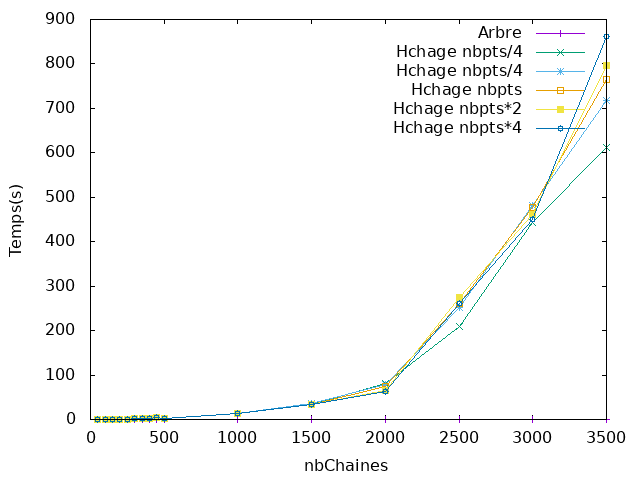 900
800
700
600
500
400
300
200
100
0
Temps(s)
Arbre
Hchage nbpts/4
Hchage nbpts/4
Hchage nbpts
Hchage nbpts*2
Hchage nbpts*4
0 500 1000 1500 2000 2500 3000 3500
nbChaines